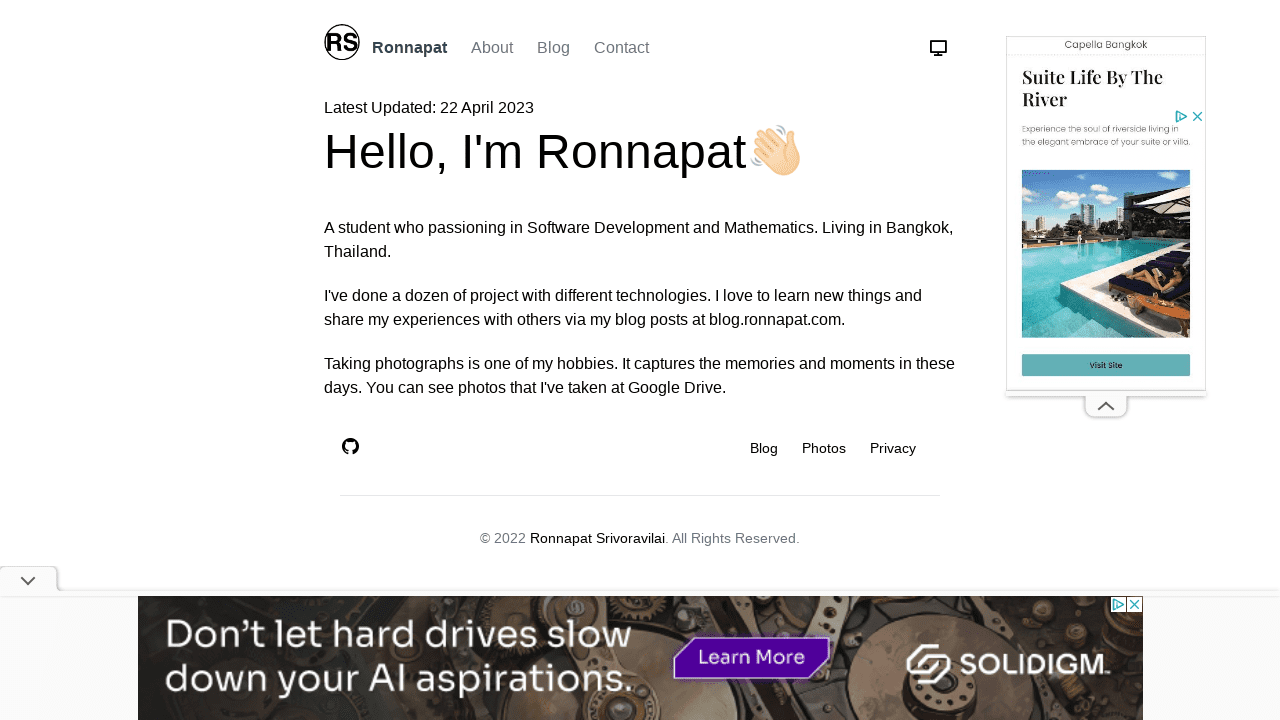 RS Ronnapat About Blog Contact
Latest Updated: 22 April 2023
Hello, I'm Ronnapat👋🏻
A student who passioning in Software Development and Mathematics. Living in Bangkok,
Thailand.
I've done a dozen of project with different technologies. I love to learn new things and
share my experiences with others via my blog posts at blog.ronnapat.com.
Taking photographs is one of my hobbies. It captures the memories and moments in these
days. You can see photos that I've taken at Google Drive.
Blog Photos Privacy
© 2022 Ronnapat Srivoravilai. All Rights Reserved.
Capella Bangkok
Suite Life By The
River
Experience the soul of riverside living in
the elegant embrace of your suite or villa.
Visit Site
Don't let hard drives slow
down your AI aspirations.
Learn More
SOLIDIGM